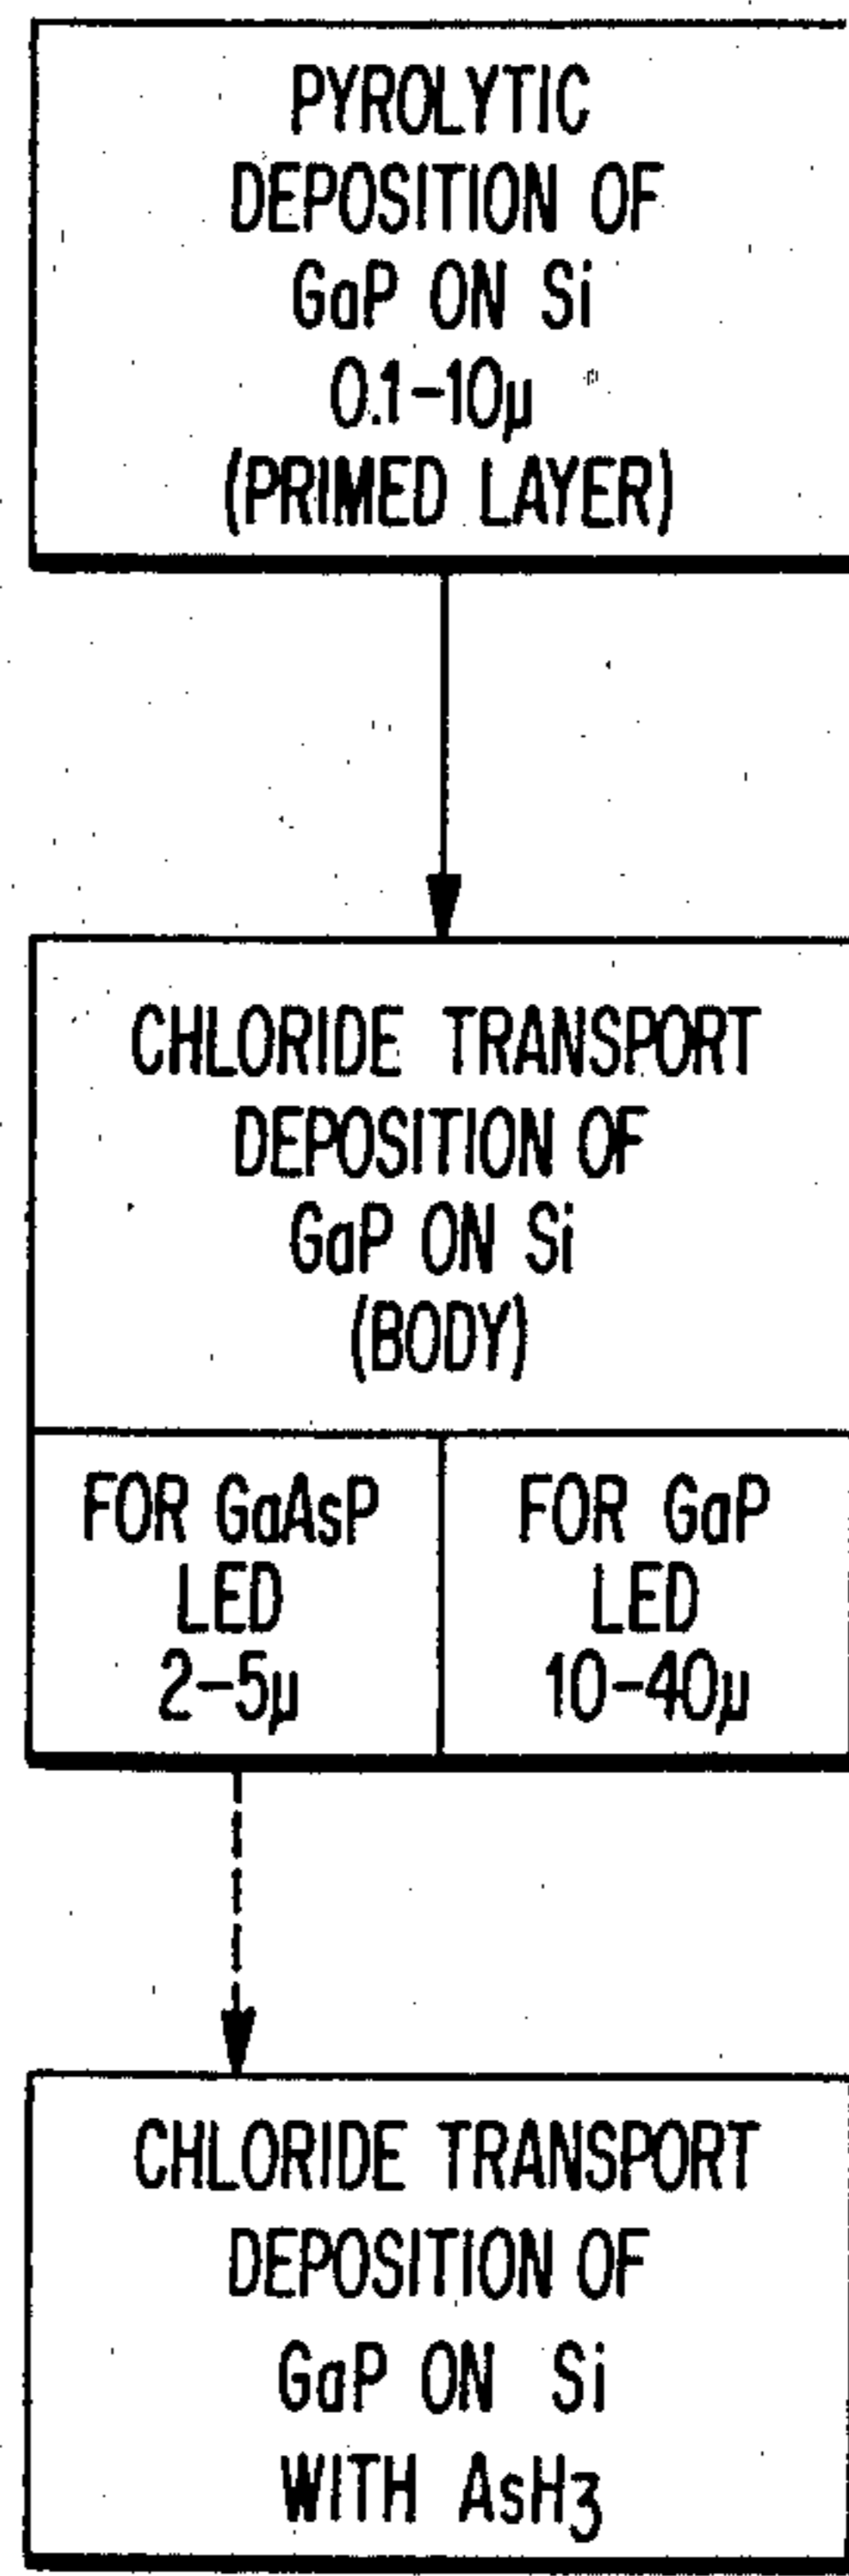 PYROLYTIC
DEPOSITION OF
GaP ON Si
0.1-10µ
(PRIMED LAYER)
CHLORIDE TRANSPORT
DEPOSITION OF
GaP ON Si
(BODY)
FOR GaAsP
LED
2-5µ
FOR GaP
LED
10-40µ
CHLORIDE TRANSPORT
DEPOSITION OF
GaP ON Si
WITH AsH3